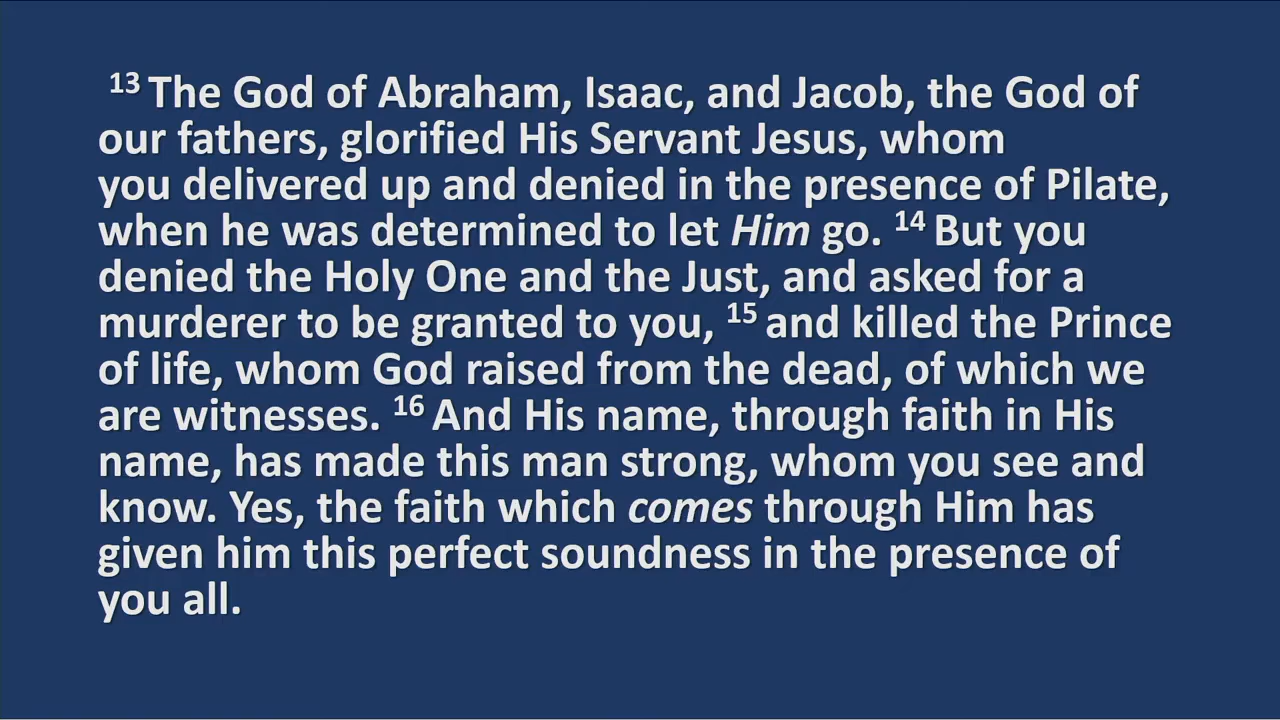 13 The God of Abraham, Isaac, and Jacob, the God of
our fathers, glorified His Servant Jesus, whom
you delivered up and denied in the presence of Pilate,
when he was determined to let Him go. 14 But you
denied the Holy One and the Just, and asked for a
murderer to be granted to you, 15 and killed the Prince
of life, whom God raised from the dead, of which we
are witnesses. 16 And His name, through faith in His
name, has made this man strong, whom you see and
know. Yes, the faith which comes through Him has
given him this perfect soundness in the presence of
you all.